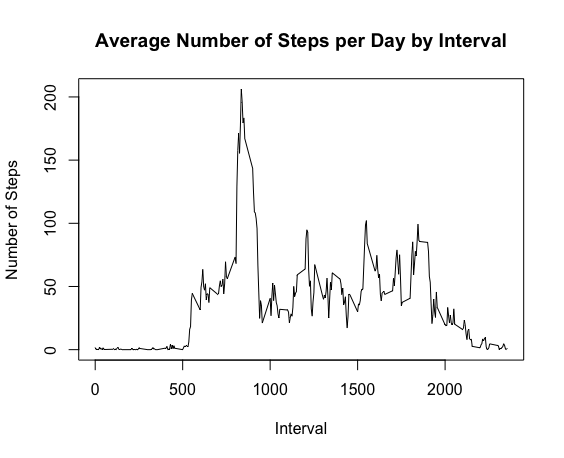 Average Number of Steps per Day by Interval
Number of Steps
200
150
100
50
0
0 500 1000 1500 2000
Interval